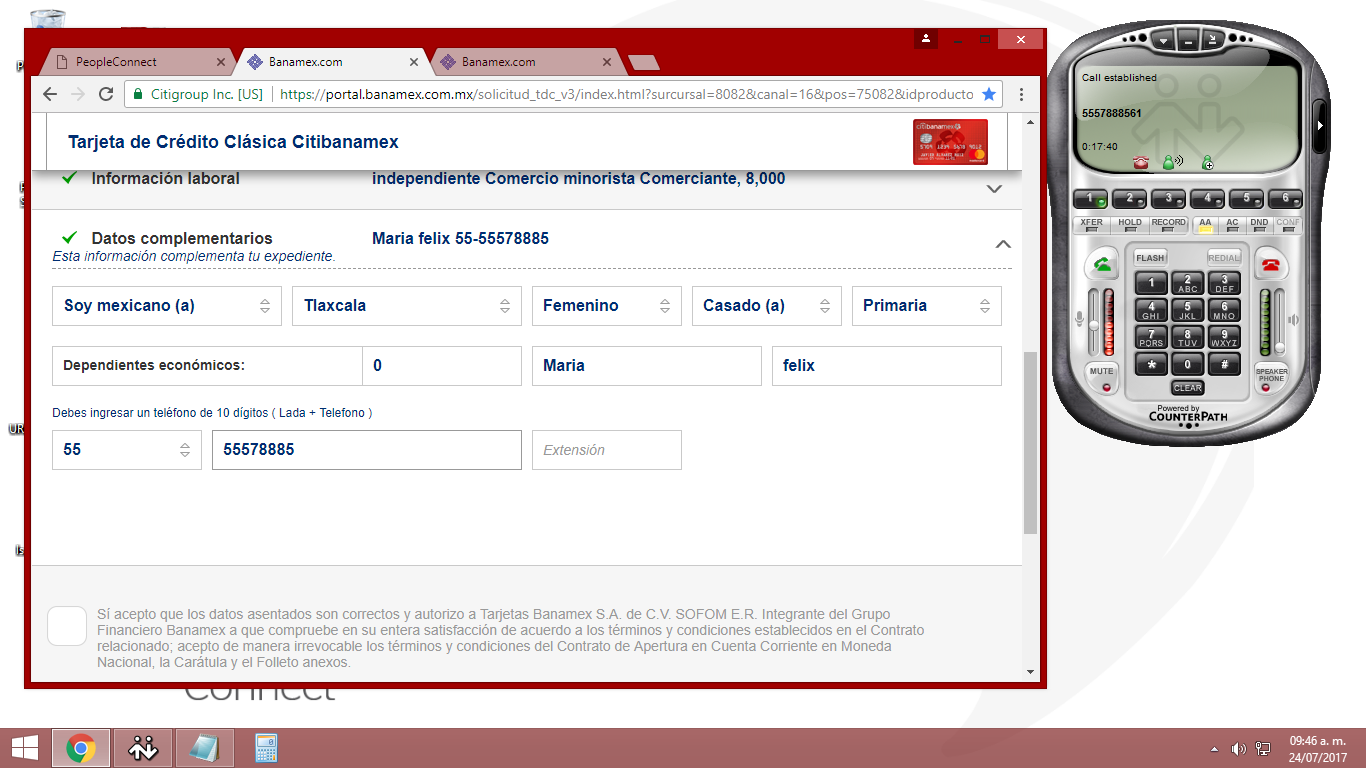 PeopleConnect
Banamex.com
Banamex.com
Citigroup Inc. [US]
https://portal.banamex.com.mx/solicitud_tdc_v3/index.html?surcursal=8082&canal=16&pos=75082&idproducto
Tarjeta de Crédito Clásica Citibanamex
citibanamex
Información laboral
independiente Comercio minorista Comerciante, 8,000
Datos complementarios
Maria felix 55-55578885
Esta información complementa tu expediente.
Soy mexicano (a)
Tlaxcala
Femenino
Casado (a)
Primaria
Dependientes económicos:
0
Maria
felix
Debes ingresar un teléfono de 10 dígitos ( Lada + Telefono )
55
55578885
Extensión
Sí acepto que los datos asentados son correctos y autorizo a Tarjetas Banamex S.A. de C.V. SOFOM E.R. Integrante del Grupo
Financiero Banamex a que compruebe en su entera satisfacción de acuerdo a los términos y condiciones establecidos en el Contrato
relacionado; acepto de manera irrevocable los términos y condiciones del Contrato de Apertura en Cuenta Corriente en Moneda
Nacional, la Carátula y el Folleto anexos.
Connect
Call established
5557888561
0:17:40
1 2 3 4 5 6
XFER HOLD RECORD AA AC DND CONF
FLASH
REDIAL
1
2 ABC
3 DEF
4 GHI
5 JKL
6 MNO
7 PQRS
8 TUV
9 WXYZ
* 0 #
MUTE
CLEAR
SPEAKER
PHONE
Powered by
COUNTERPATH
UR
09:46 a. m.
24/07/2017